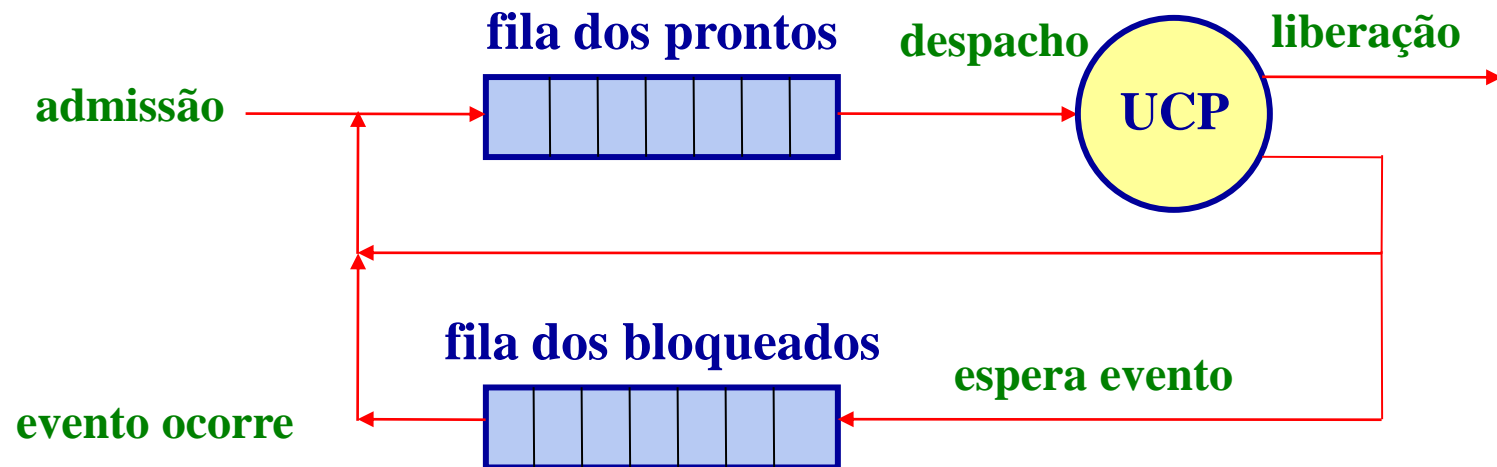 fila dos prontos
despacho
liberação
admissão
UCP
fila dos bloqueados
espera evento
evento ocorre